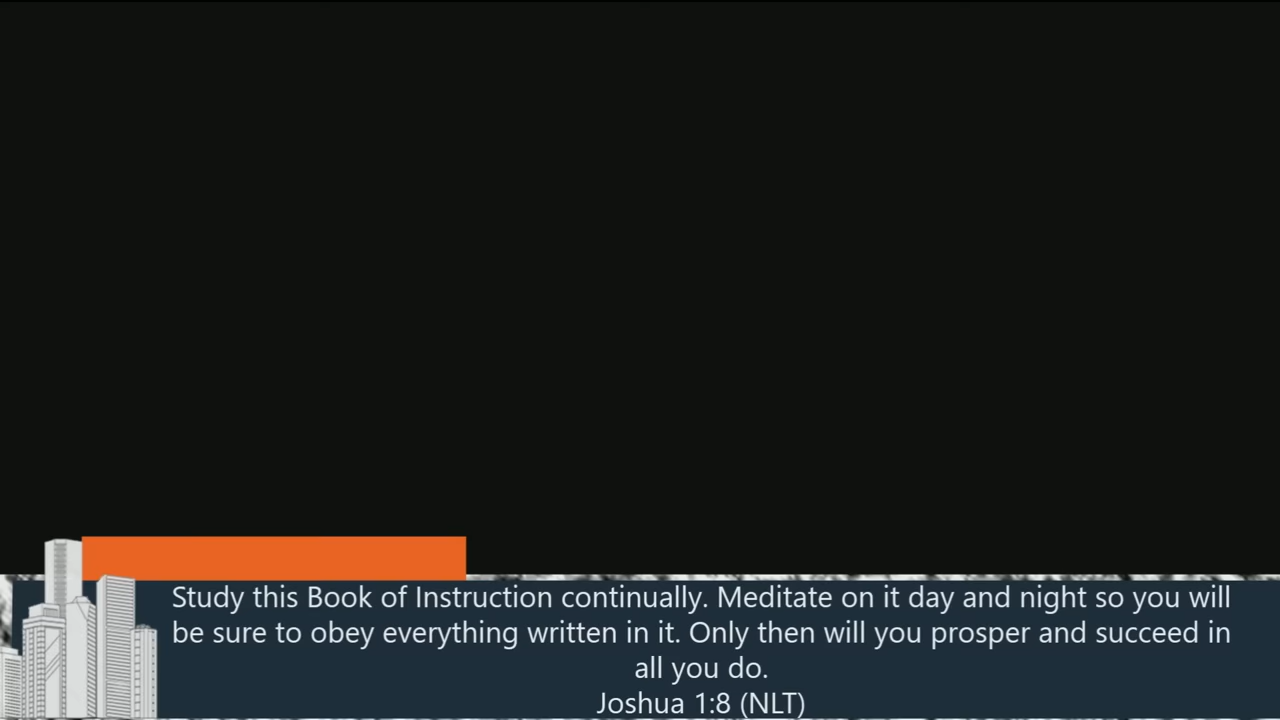 Study this Book of Instruction continually. Meditate on it day and night so you will
be sure to obey everything written in it. Only then will you prosper and succeed in
all you do.
Joshua 1:8 (NLT)